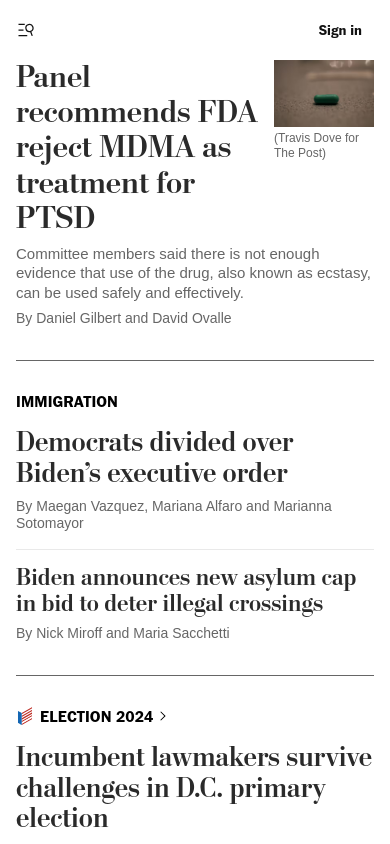 Sign in
Panel
recommends FDA
reject MDMA as
treatment for
PTSD
(Travis Dove for
The Post)
Committee members said there is not enough
evidence that use of the drug, also known as ecstasy,
can be used safely and effectively.
By Daniel Gilbert and David Ovalle
IMMIGRATION
Democrats divided over
Biden’s executive order
By Maegan Vazquez, Mariana Alfaro and Marianna
Sotomayor
Biden announces new asylum cap
in bid to deter illegal crossings
By Nick Miroff and Maria Sacchetti
ELECTION 2024
Incumbent lawmakers survive
challenges in D.C. primary
election